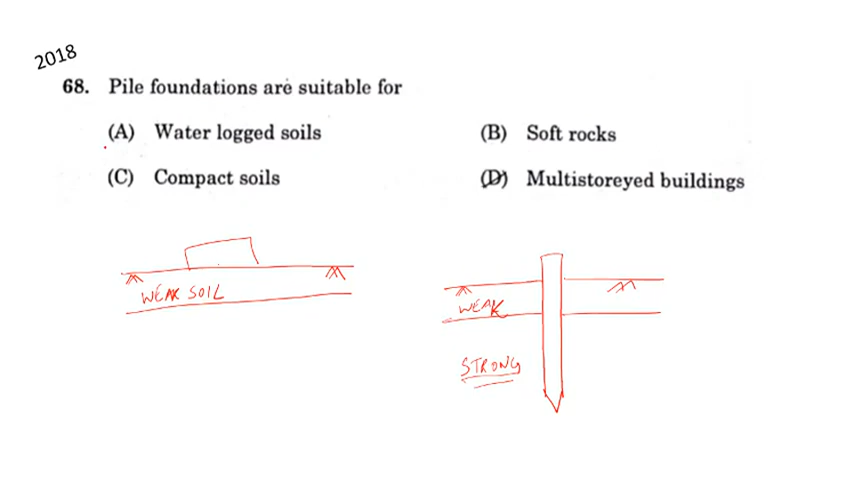 2018
68. Pile foundations are suitable for
(A) Water logged soils (B) Soft rocks
(C) Compact soils (D) Multistoreyed buildings
WEAK SOIL
WEAK
STRONG